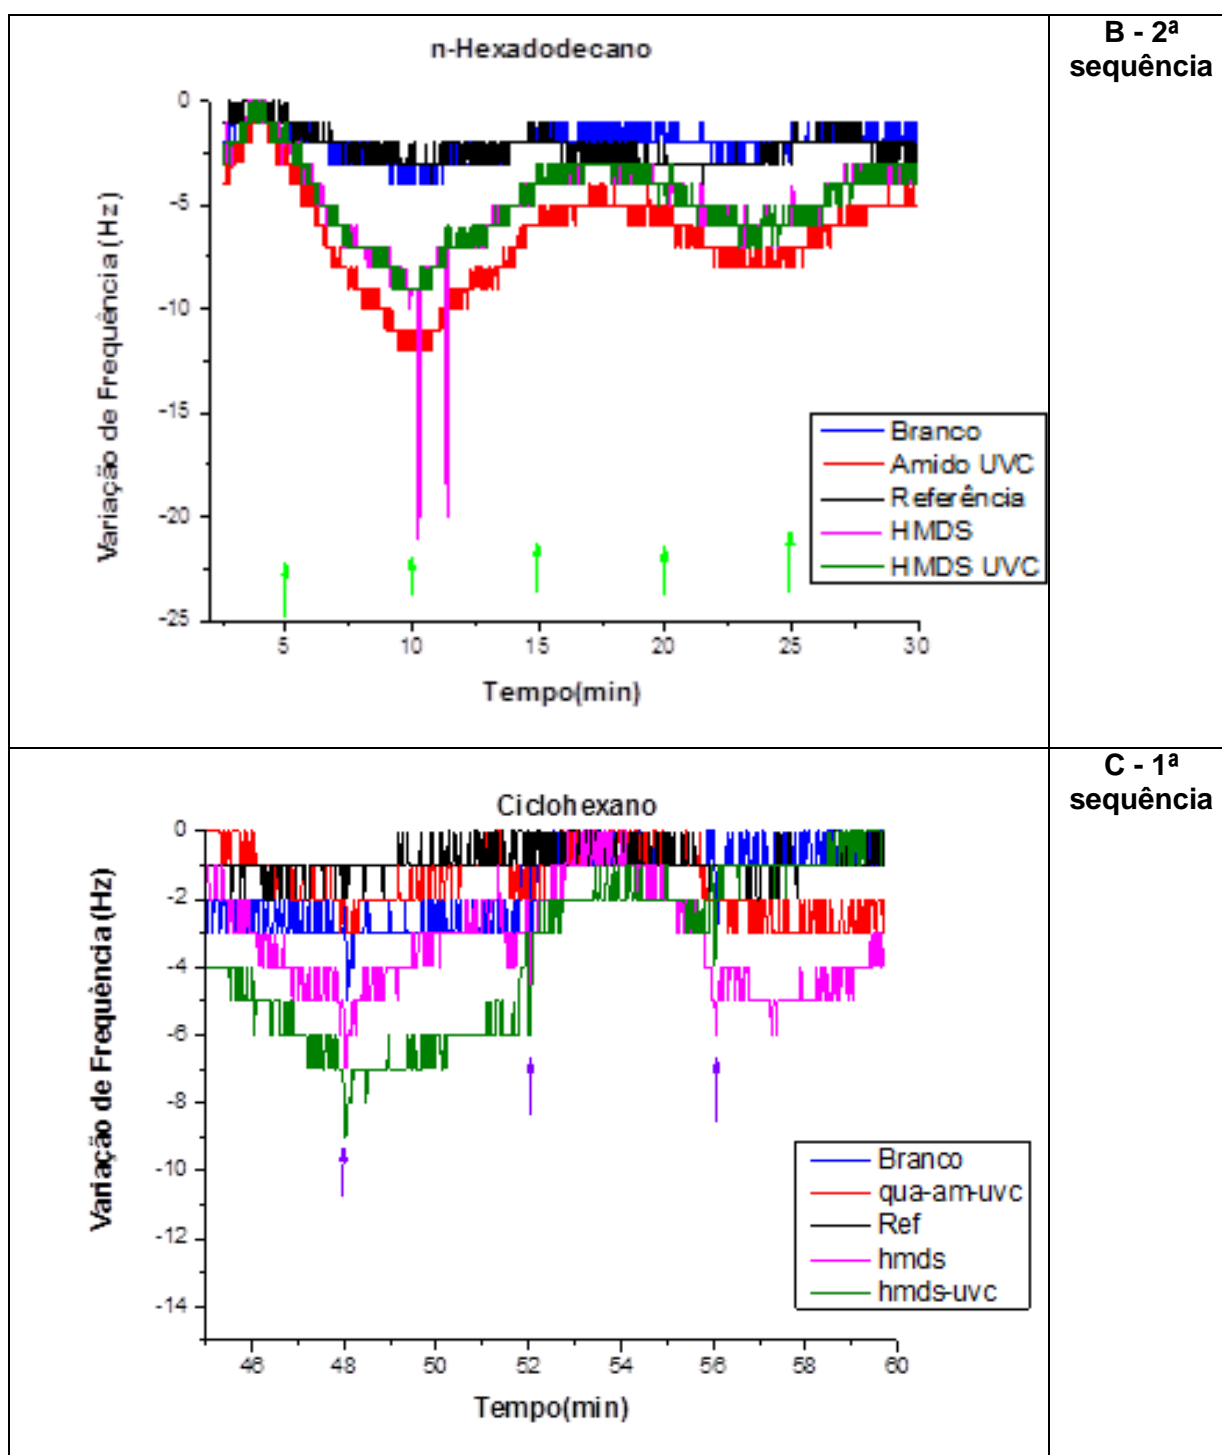 n-Hexadodecano
B - 2ª
sequência
0
-5
-10
-15
-20
-25
Variação de Frequência (Hz)
Branco
Amido UVC
Referência
HMDS
HMDS UVC
5 10 15 20 25 30
Tempo(min)
C - 1ª
sequência
Ciclohexano
0
-2
-4
-6
-8
-10
-12
-14
Variação de Frequência (Hz)
Branco
qua-am-uvc
Ref
hmds
hmds-uvc
46 48 50 52 54 56 58 60
Tempo(min)